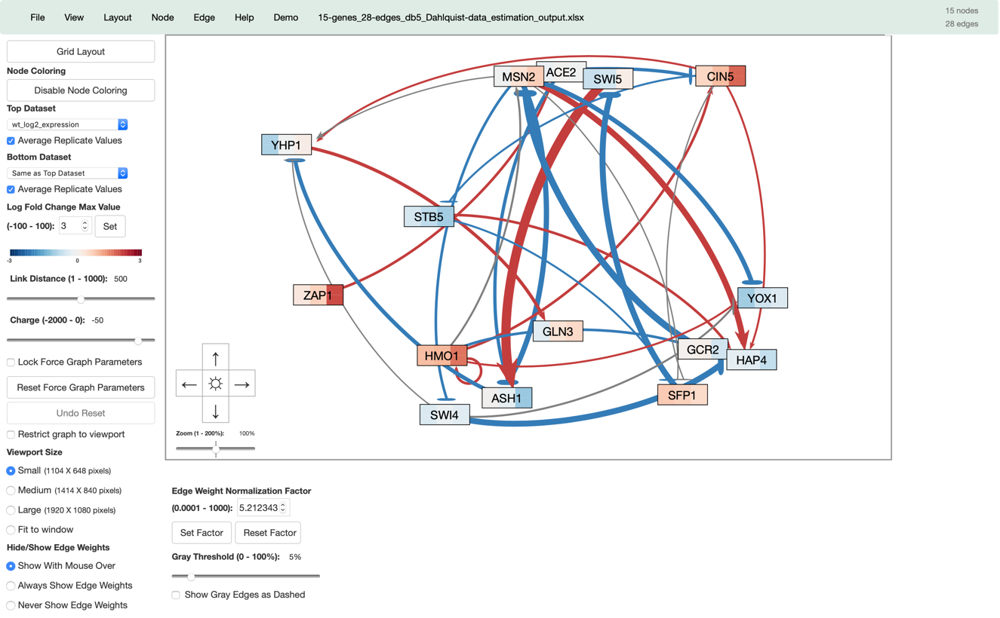 File View Layout Node Edge Help Demo 15-genes_28-edges_db5_Dahlquist-data_estimation_output.xlsx
15 nodes
28 edges
Grid Layout
Node Coloring
Disable Node Coloring
Top Dataset
wt_log2_expression
Average Replicate Values
Bottom Dataset
Same as Top Dataset
Average Replicate Values
Log Fold Change Max Value
(-100 - 100): 3 Set
-3 0 3
Link Distance (1 - 1000): 500
Charge (-2000 - 0): -50
Lock Force Graph Parameters
Reset Force Graph Parameters
Undo Reset
Restrict graph to viewport
Viewport Size
Small (1104 X 648 pixels)
Medium (1414 X 840 pixels)
Large (1920 X 1080 pixels)
Fit to window
Hide/Show Edge Weights
Show With Mouse Over
Always Show Edge Weights
Never Show Edge Weights
MSN2 ACE2 SWI5 CIN5
YHP1
STB5
ZAP1
YOX1
GLN3
GCR2
HMO1
HAP4
ASH1
SFP1
SWI4
Zoom (1 - 200%): 100%
Edge Weight Normalization Factor
(0.0001 - 1000): 5.212343
Set Factor Reset Factor
Gray Threshold (0 - 100%): 5%
Show Gray Edges as Dashed